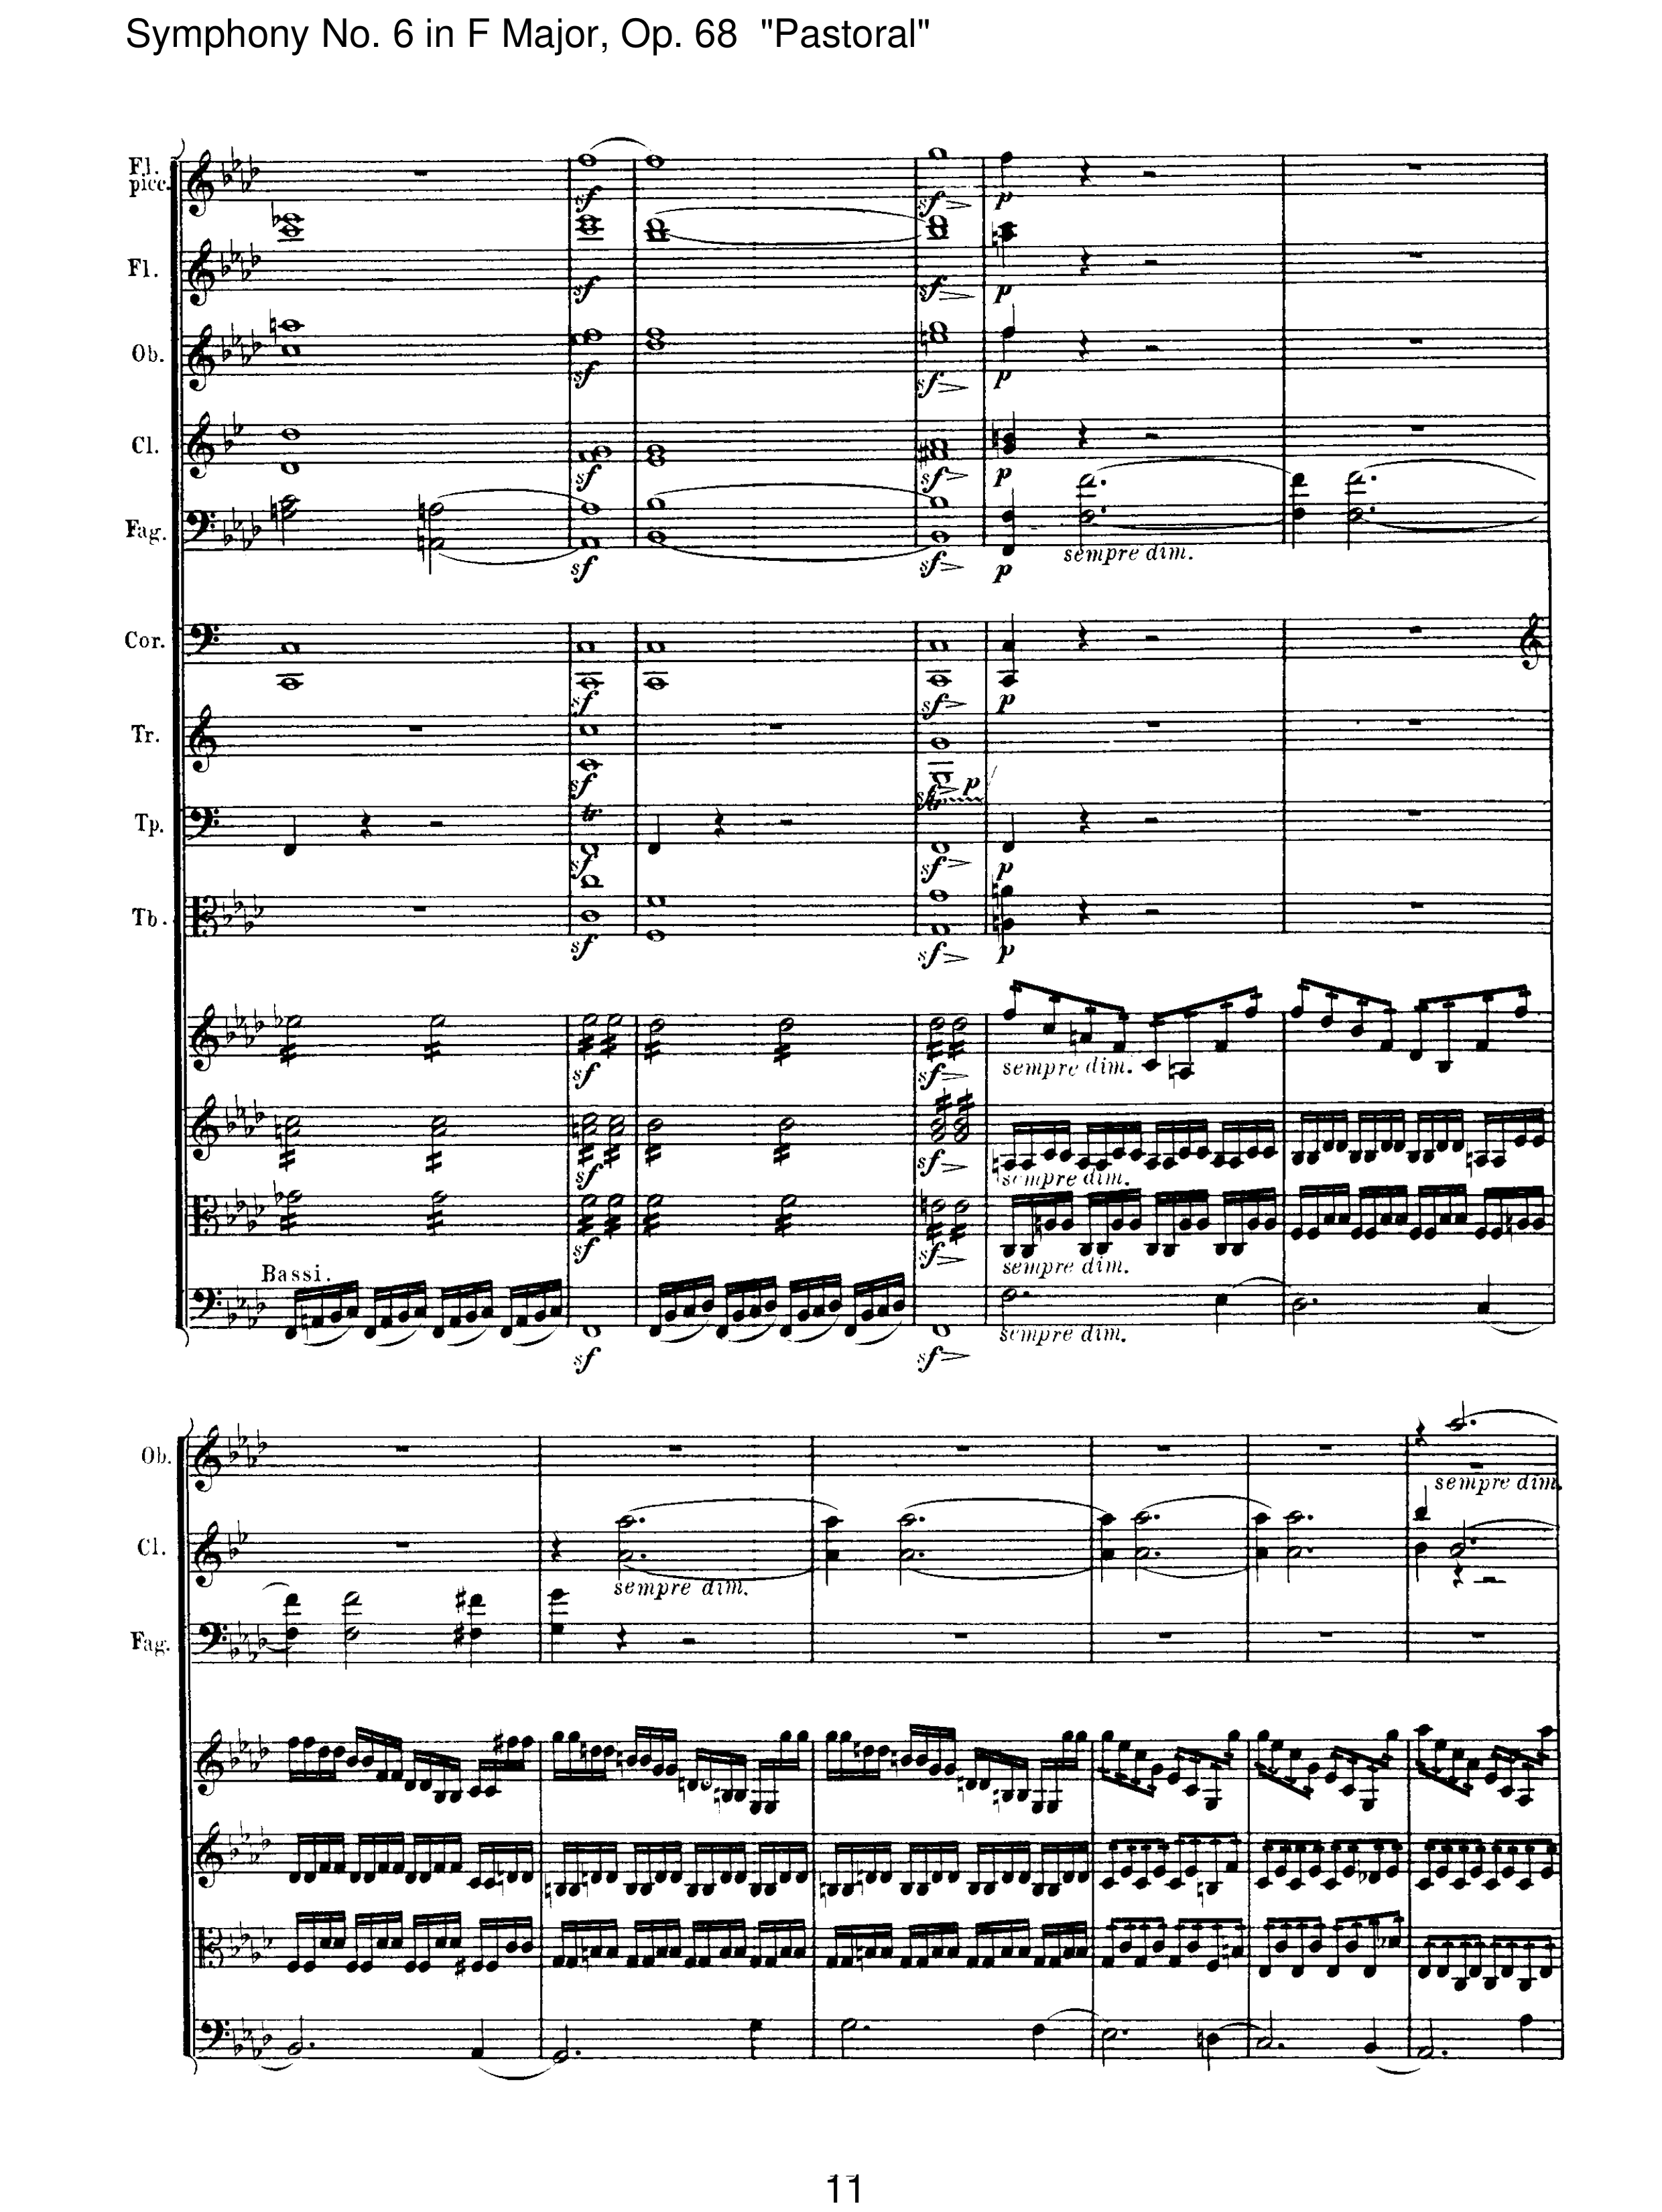 Symphony No. 6 in F Major, Op. 68 "Pastoral"
Fl. picc.
sf sf p
Fl.
sf sf p
Ob.
sf sf p
Cl.
sf sf p
Fag.
sf sf p sempre dim.
Cor.
sf sf p
Tr.
sf sf p
tr tr
Tp.
sf sf p
Tb.
sf sf p
sf sf sempre dim.
sf sf sempre dim.
sf sf sempre dim.
Bassi.
sf sf sempre dim.
Ob.
sempre dim.
Cl.
sempre dim.
Fag.
11